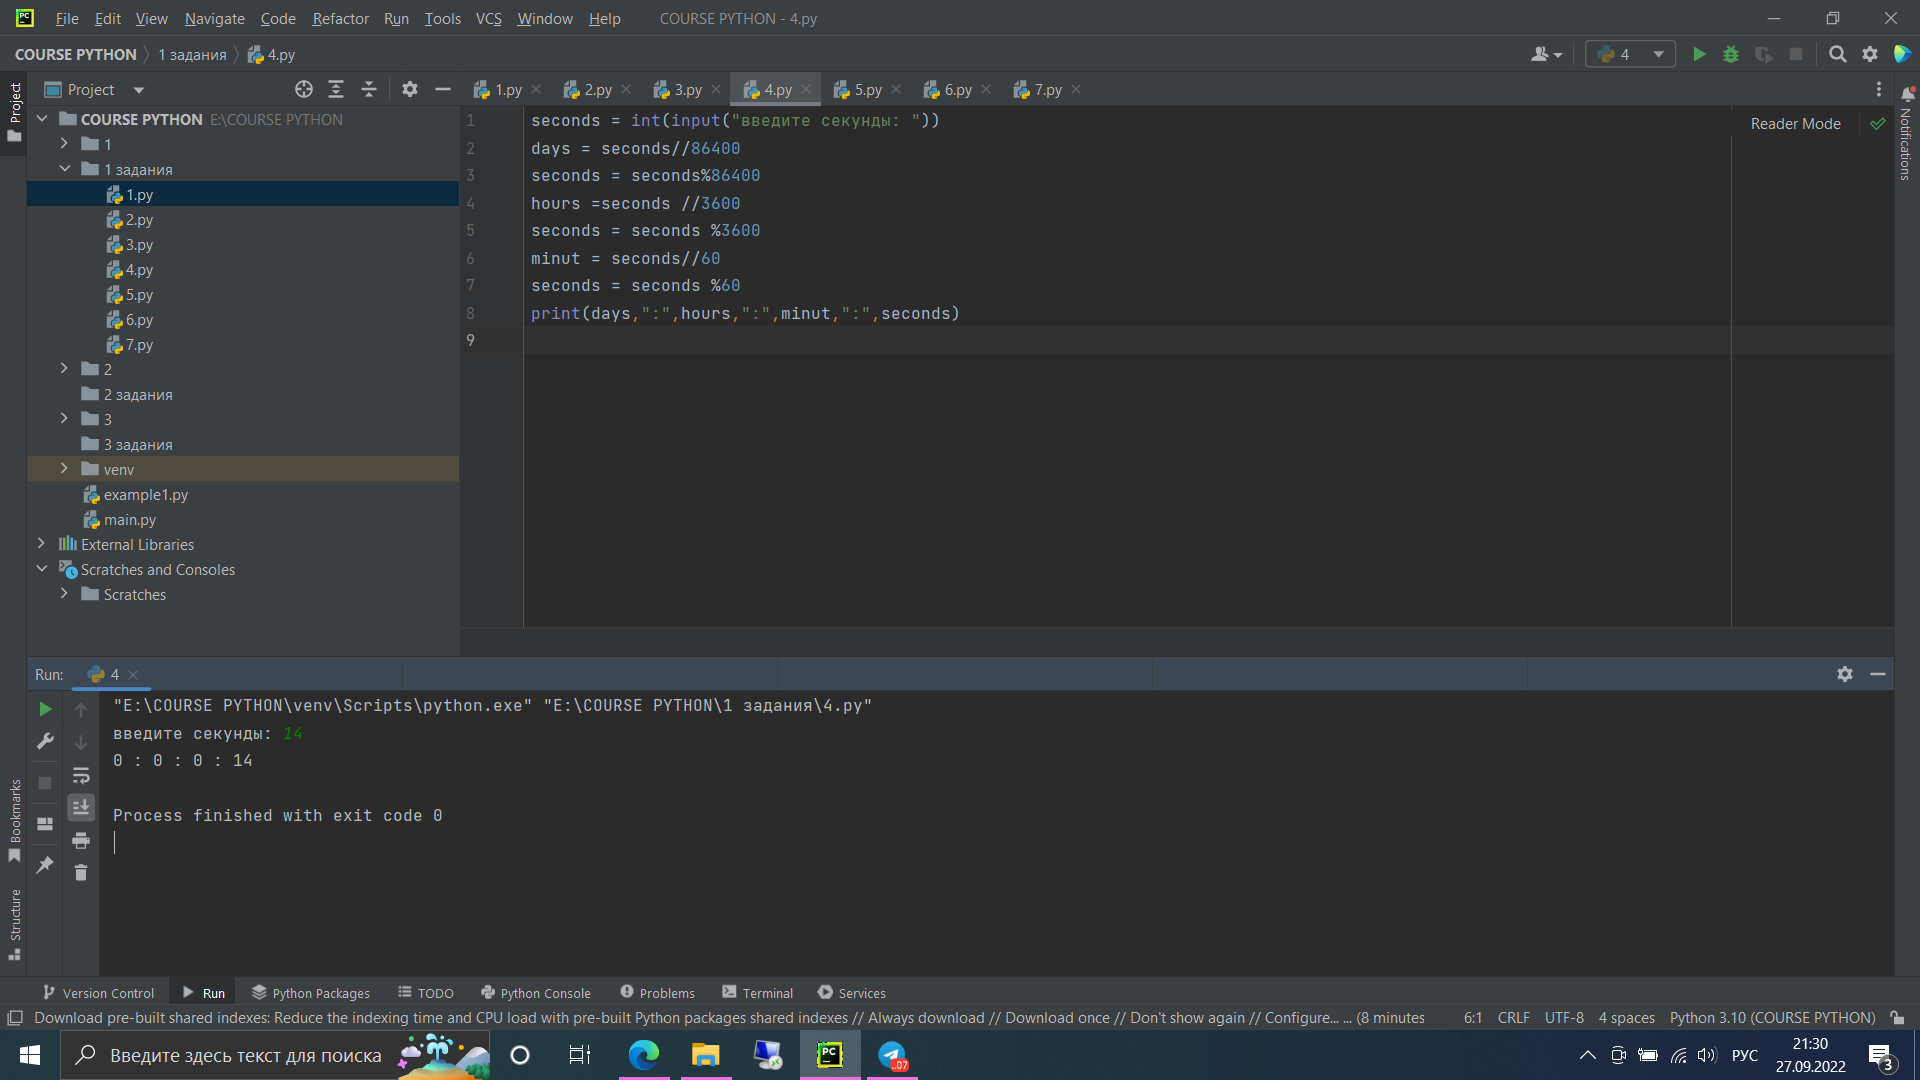 File Edit View Navigate Code Refactor Run Tools VCS Window Help COURSE PYTHON - 4.py
COURSE PYTHON 1 задания 4.py 4
Project
1.py 2.py 3.py 4.py 5.py 6.py 7.py
Project
COURSE PYTHON E:\COURSE PYTHON
1
1 задания
1.py
2.py
3.py
4.py
5.py
6.py
7.py
2
2 задания
3
3 задания
venv
example1.py
main.py
External Libraries
Scratches and Consoles
Scratches
1 seconds = int(input("введите секунды: "))
2 days = seconds//86400
3 seconds = seconds%86400
4 hours =seconds //3600
5 seconds = seconds %3600
6 minut = seconds//60
7 seconds = seconds %60
8 print(days,":",hours,":",minut,":",seconds)
9
Reader Mode
Notifications
Run: 4
"E:\COURSE PYTHON\venv\Scripts\python.exe" "E:\COURSE PYTHON\1 задания\4.py"
введите секунды: 14
0 : 0 : 0 : 14
Process finished with exit code 0
Bookmarks
Structure
Version Control Run Python Packages TODO Python Console Problems Terminal Services
Download pre-built shared indexes: Reduce the indexing time and CPU load with pre-built Python packages shared indexes // Always download // Download once // Don't show again // Configure... ... (8 minutes 6:1 CRLF UTF-8 4 spaces Python 3.10 (COURSE PYTHON)
Введите здесь текст для поиска PC ..07 РУС 21:30
27.09.2022 3